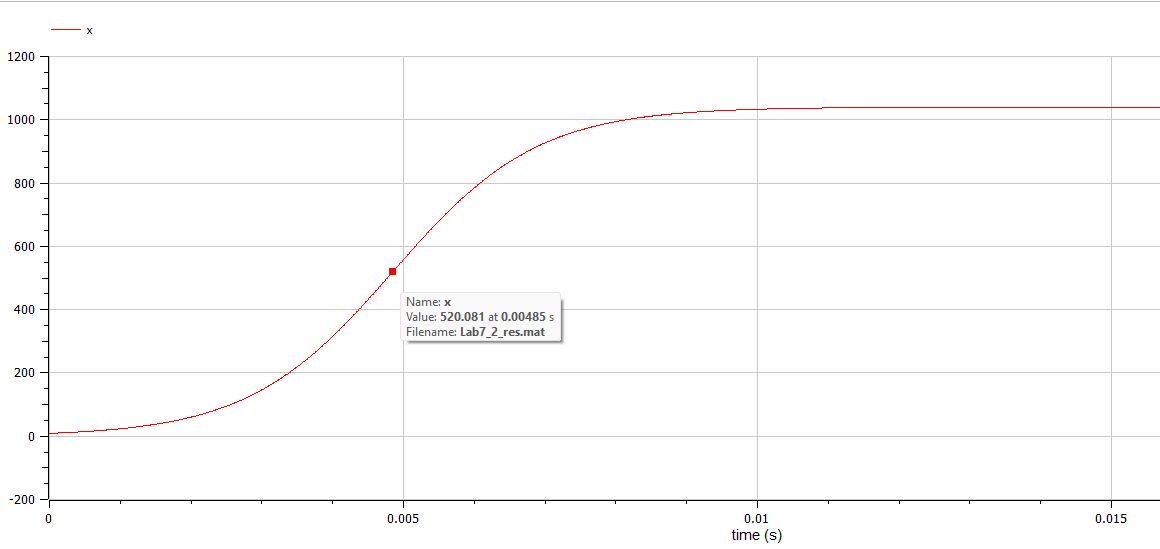 x
1200
1000
800
600
400
200
0
-200
Name: x
Value: 520.081 at 0.00485 s
Filename: Lab7_2_res.mat
0 0.005 0.01 0.015
time (s)